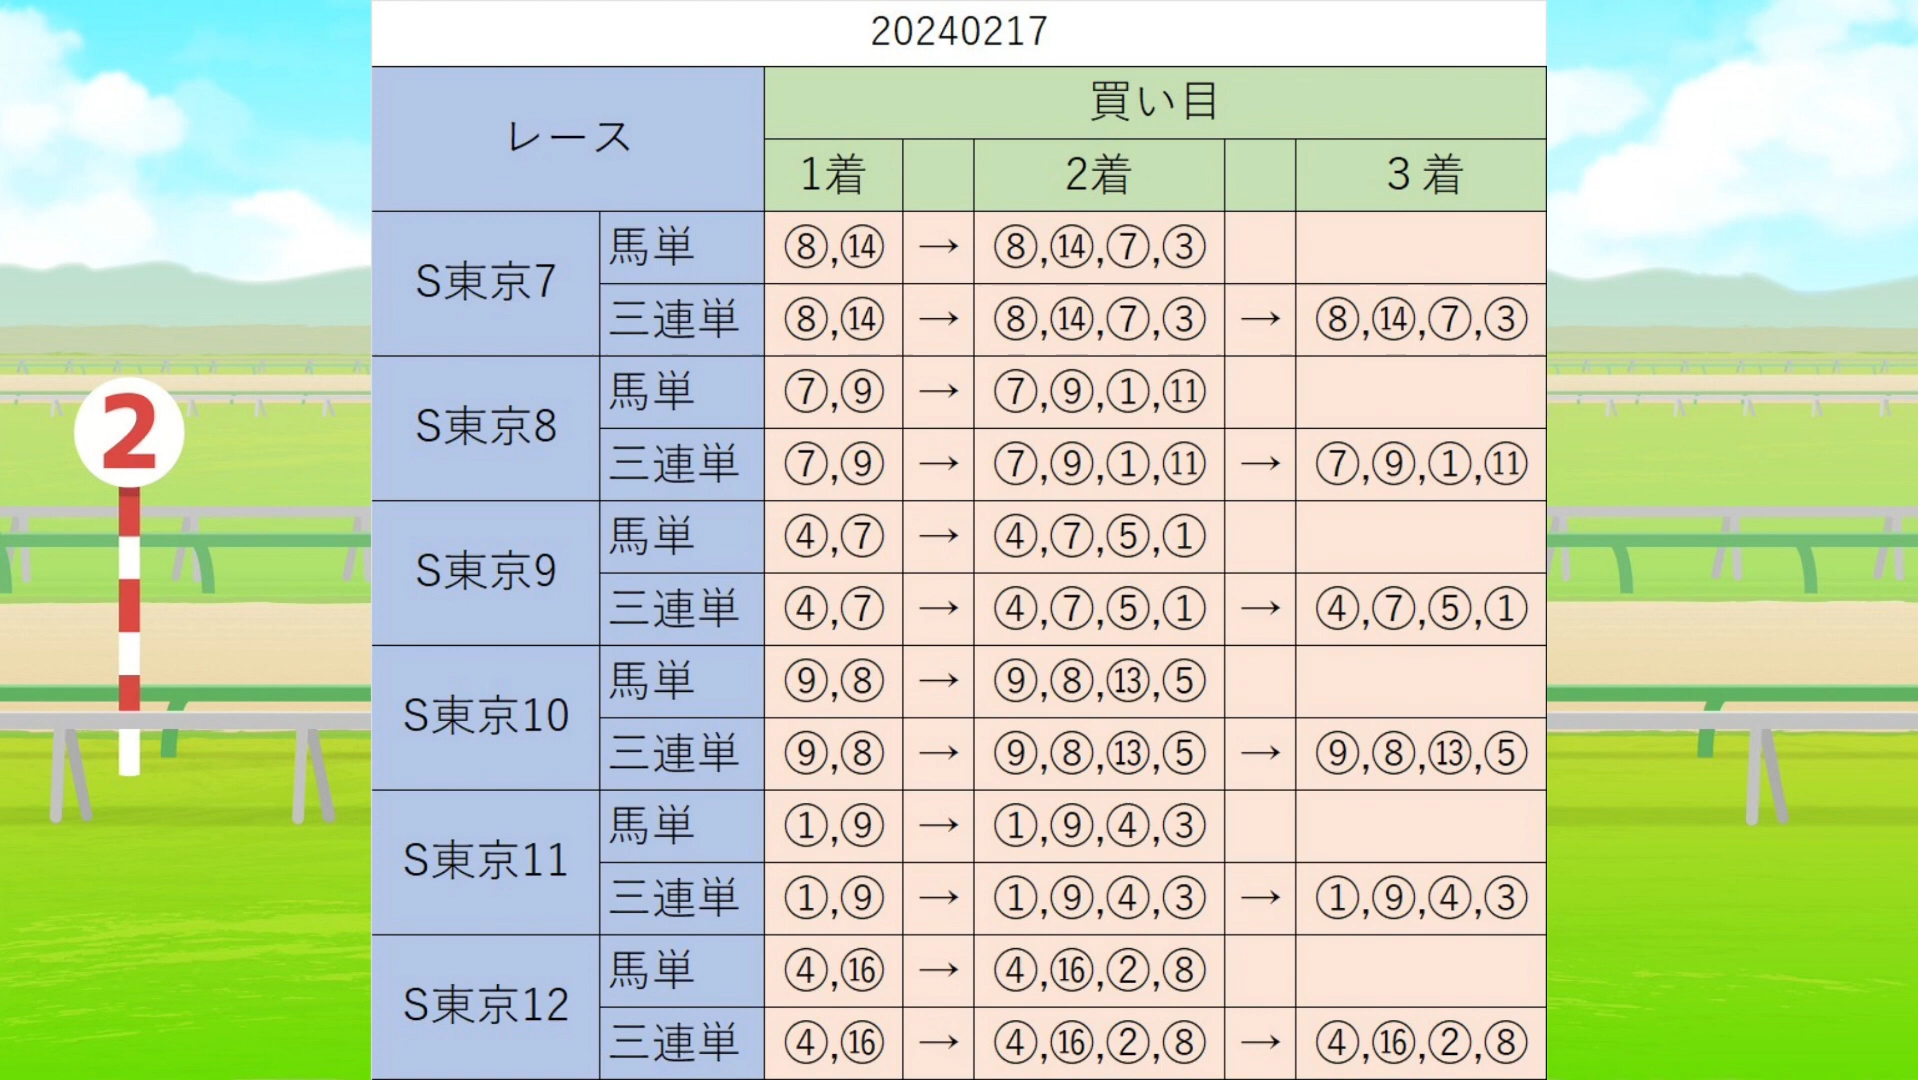 20240217
レース 買い目
1着 2着 3着
S東京7 馬単 ⑧,⑭ → ⑧,⑭,⑦,③
三連単 ⑧,⑭ → ⑧,⑭,⑦,③ → ⑧,⑭,⑦,③
S東京8 馬単 ⑦,⑨ → ⑦,⑨,①,⑪
三連単 ⑦,⑨ → ⑦,⑨,①,⑪ → ⑦,⑨,①,⑪
S東京9 馬単 ④,⑦ → ④,⑦,⑤,①
三連単 ④,⑦ → ④,⑦,⑤,① → ④,⑦,⑤,①
S東京10 馬単 ⑨,⑧ → ⑨,⑧,⑬,⑤
三連単 ⑨,⑧ → ⑨,⑧,⑬,⑤ → ⑨,⑧,⑬,⑤
S東京11 馬単 ①,⑨ → ①,⑨,④,③
三連単 ①,⑨ → ①,⑨,④,③ → ①,⑨,④,③
S東京12 馬単 ④,⑯ → ④,⑯,②,⑧
三連単 ④,⑯ → ④,⑯,②,⑧ → ④,⑯,②,⑧
2